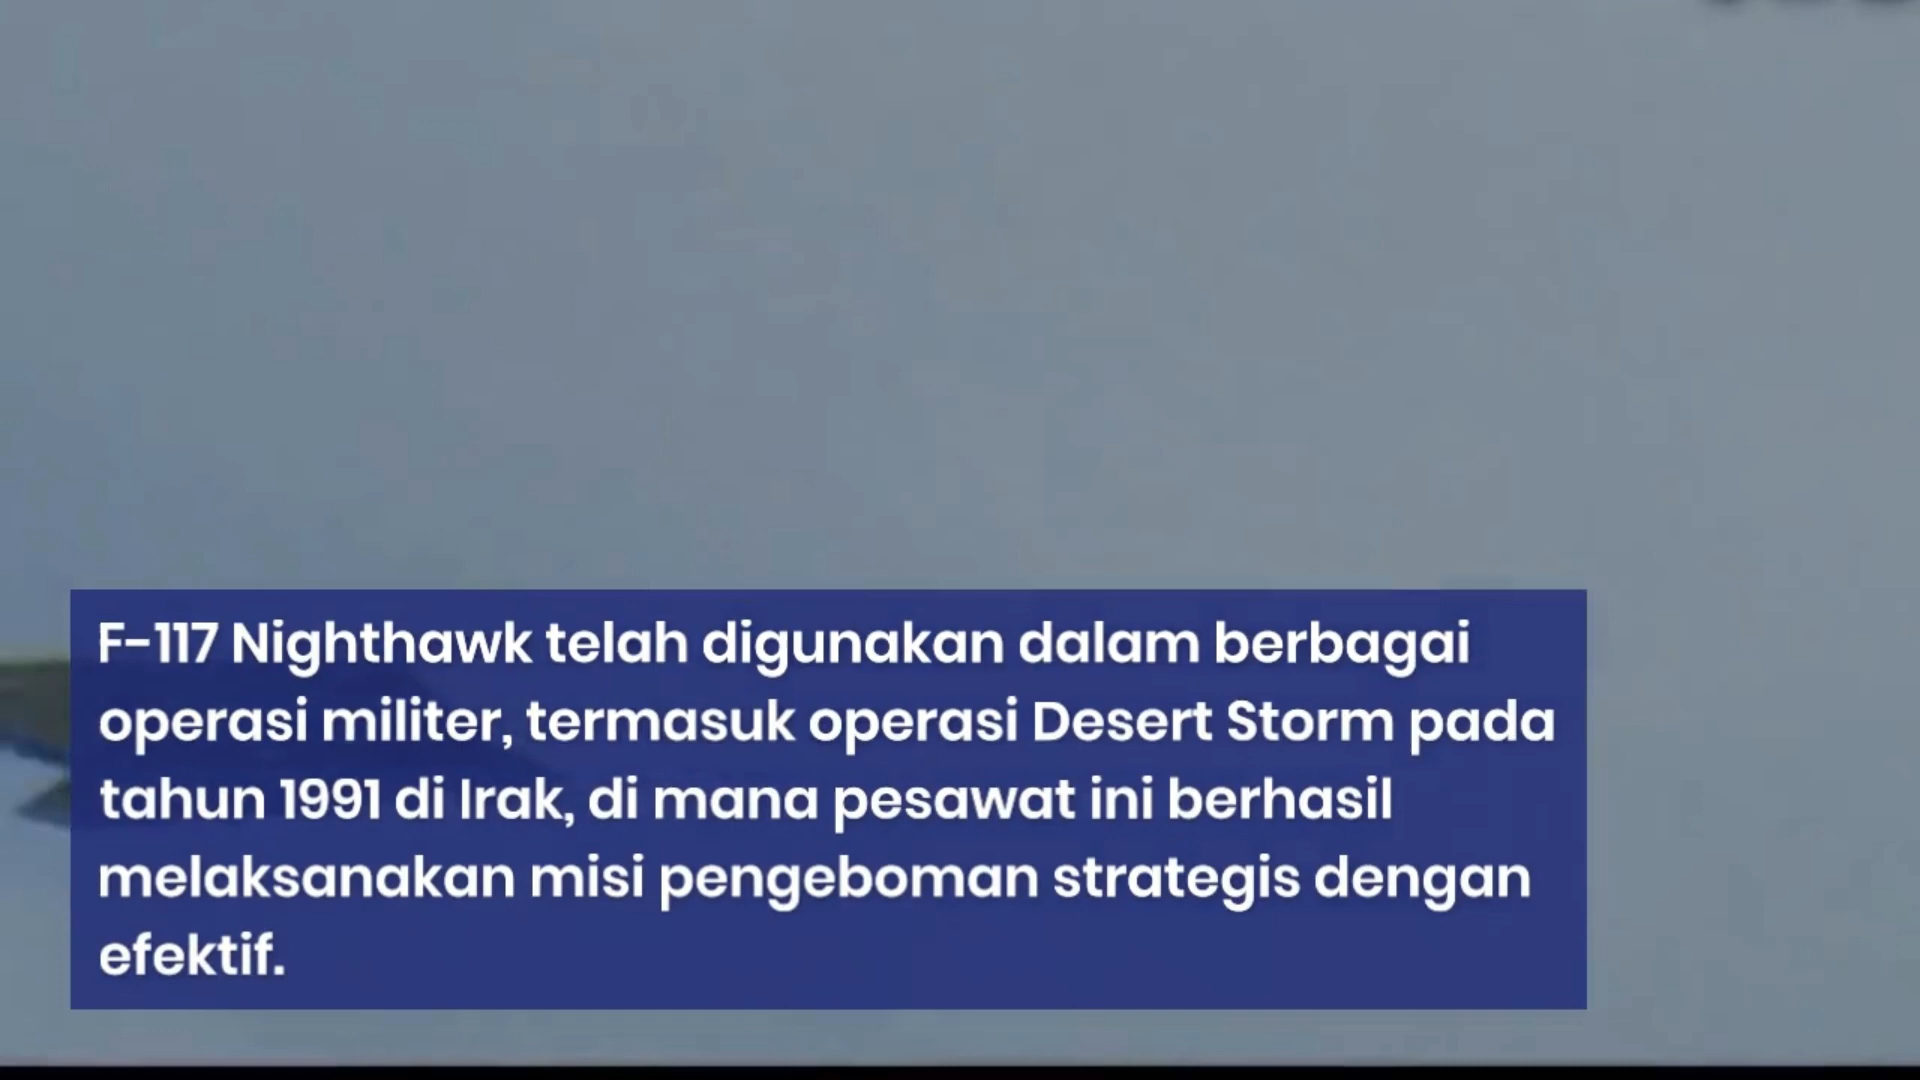 F-117 Nighthawk telah digunakan dalam berbagai
operasi militer, termasuk operasi Desert Storm pada
tahun 1991 di Irak, di mana pesawat ini berhasil
melaksanakan misi pengeboman strategis dengan
efektif.